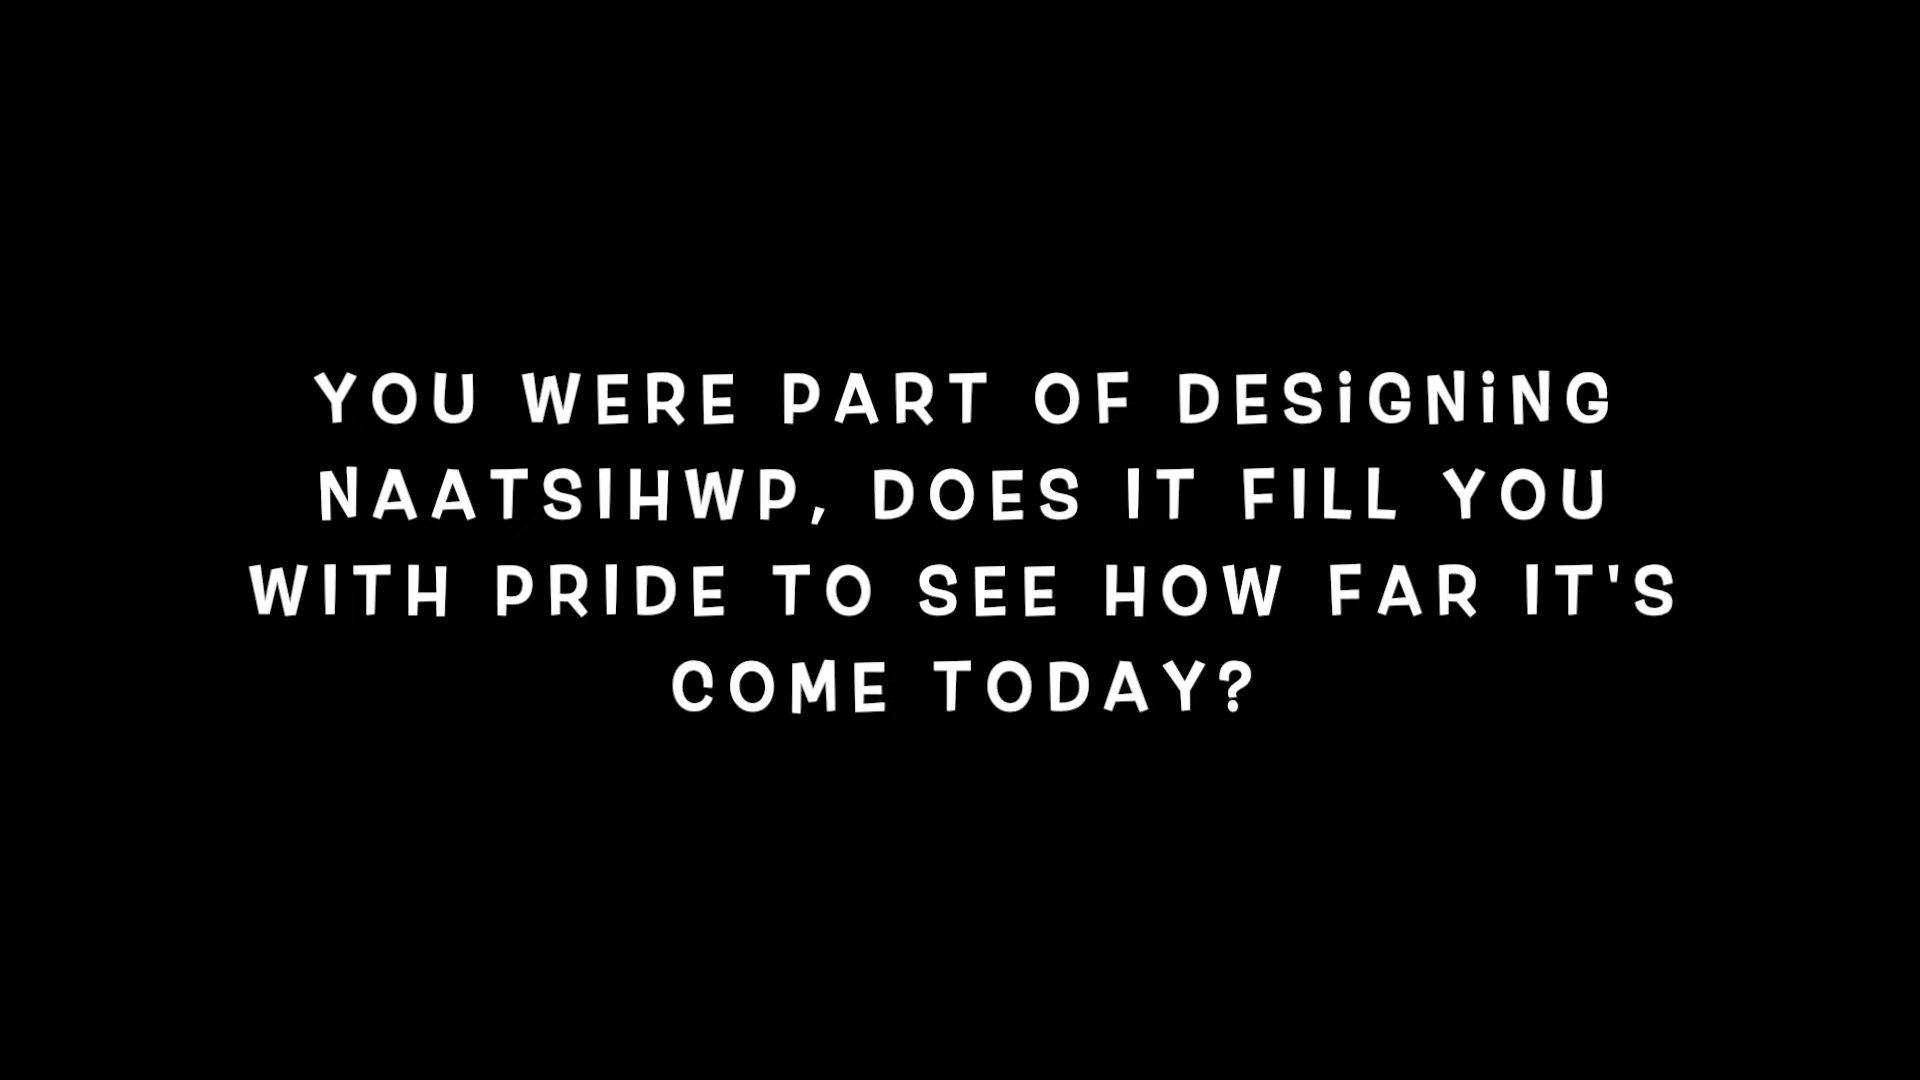 YOU WERE PART OF DESiGNiNG
NAATSIHWP, DOES IT FILL YOU
WITH PRIDE TO SEE HOW FAR IT'S
COME TODAY?